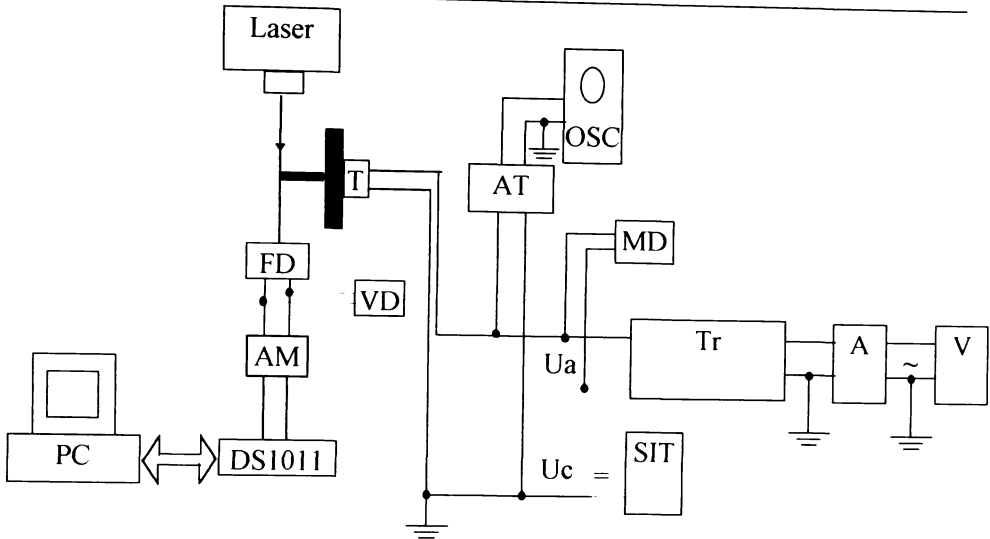 Laser
OSC
T
AT
MD
FD
VD
Tr
A
~
V
AM
Ua
PC
DS1011
Uc =
SIT